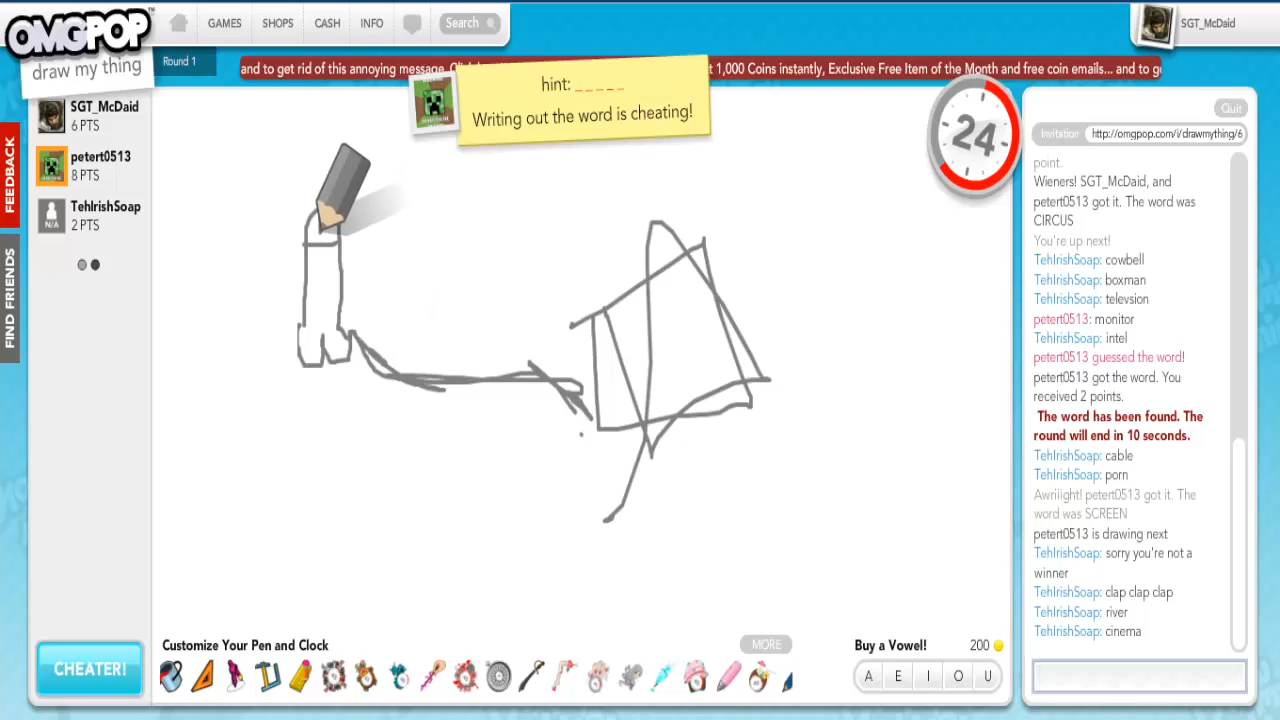 OMGPOP
GAMES
SHOPS
CASH
INFO
Search
SGT_McDaid
draw my thing
Round 1
and to get rid of this annoying message.
t 1,000 Coins instantly, Exclusive Free Item of the Month and free coin emails... and to g
hint: _ _ _ _ _
Writing out the word is cheating!
24
FEEDBACK
FIND FRIENDS
SGT_McDaid
6 PTS
petert0513
8 PTS
N/A
TehIrishSoap
2 PTS
Quit
Invitation http://omgpop.com/i/drawmything/6
point.
Wieners! SGT_McDaid, and
petert0513 got it. The word was
CIRCUS
You're up next!
TehIrishSoap: cowbell
TehIrishSoap: boxman
TehIrishSoap: televsion
petert0513: monitor
TehIrishSoap: intel
petert0513 guessed the word!
petert0513 got the word. You
received 2 points.
The word has been found. The
round will end in 10 seconds.
TehIrishSoap: cable
TehIrishSoap: porn
Awriiight! petert0513 got it. The
word was SCREEN
petert0513 is drawing next
TehIrishSoap: sorry you're not a
winner
TehIrishSoap: clap clap clap
TehIrishSoap: river
TehIrishSoap: cinema
CHEATER!
Customize Your Pen and Clock
MORE
Buy a Vowel!
200
A E I O U